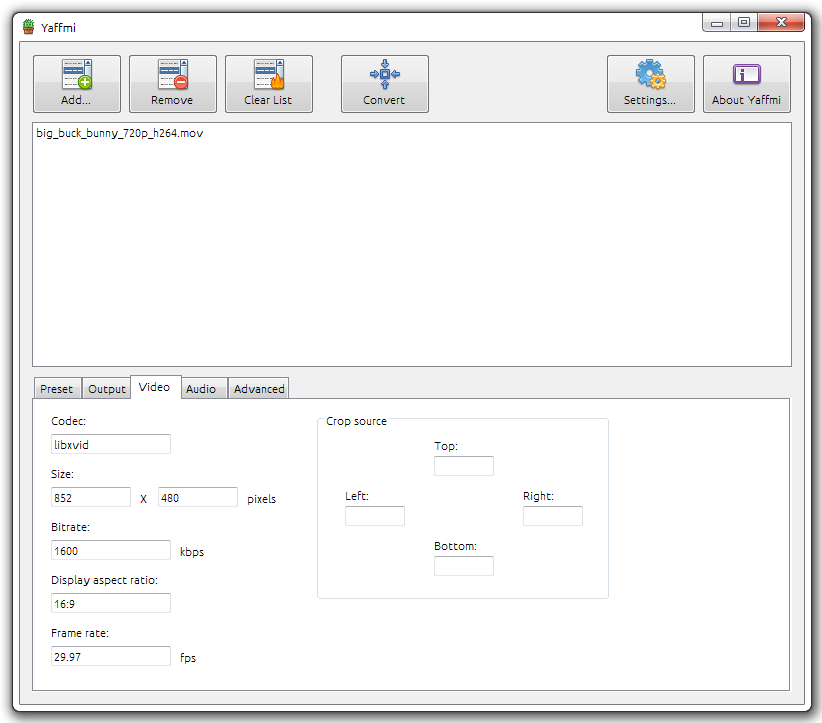 Yaffmi
Add... Remove Clear List Convert Settings... About Yaffmi
big_buck_bunny_720p_h264.mov
Preset Output Video Audio Advanced
Codec:
libxvid
Size:
852 X 480 pixels
Bitrate:
1600 kbps
Display aspect ratio:
16:9
Frame rate:
29.97 fps
Crop source
Top:
Left: Right:
Bottom: